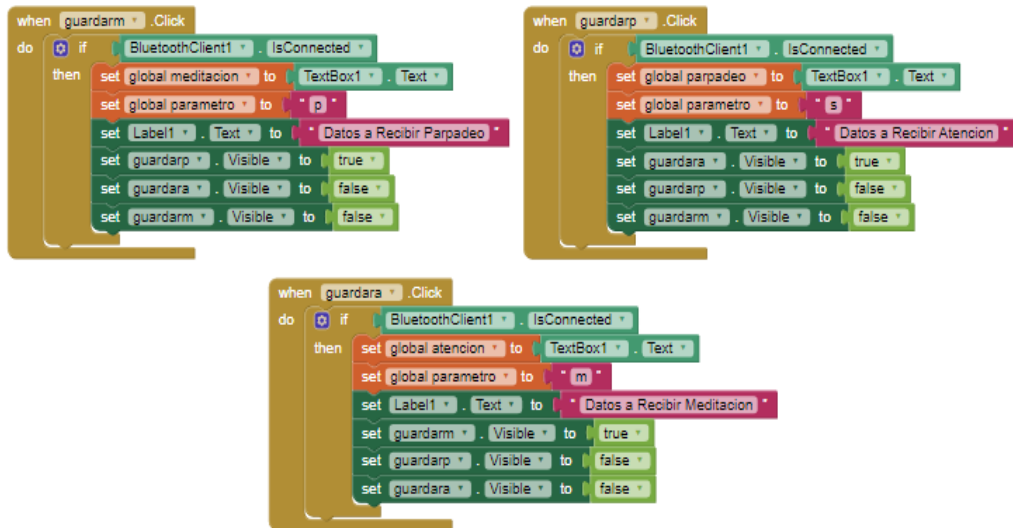 when guardarm .Click
do if BluetoothClient1 . IsConnected
then set global meditacion to TextBox1 . Text
set global parametro to " p "
set Label1 . Text to " Datos a Recibir Parpadeo "
set guardarp . Visible to true
set guardara . Visible to false
set guardarm . Visible to false
when guardarp .Click
do if BluetoothClient1 . IsConnected
then set global parpadeo to TextBox1 . Text
set global parametro to " s "
set Label1 . Text to " Datos a Recibir Atencion "
set guardara . Visible to true
set guardarp . Visible to false
set guardarm . Visible to false
when guardara .Click
do if BluetoothClient1 . IsConnected
then set global atencion to TextBox1 . Text
set global parametro to " m "
set Label1 . Text to " Datos a Recibir Meditacion "
set guardarm . Visible to true
set guardarp . Visible to false
set guardara . Visible to false